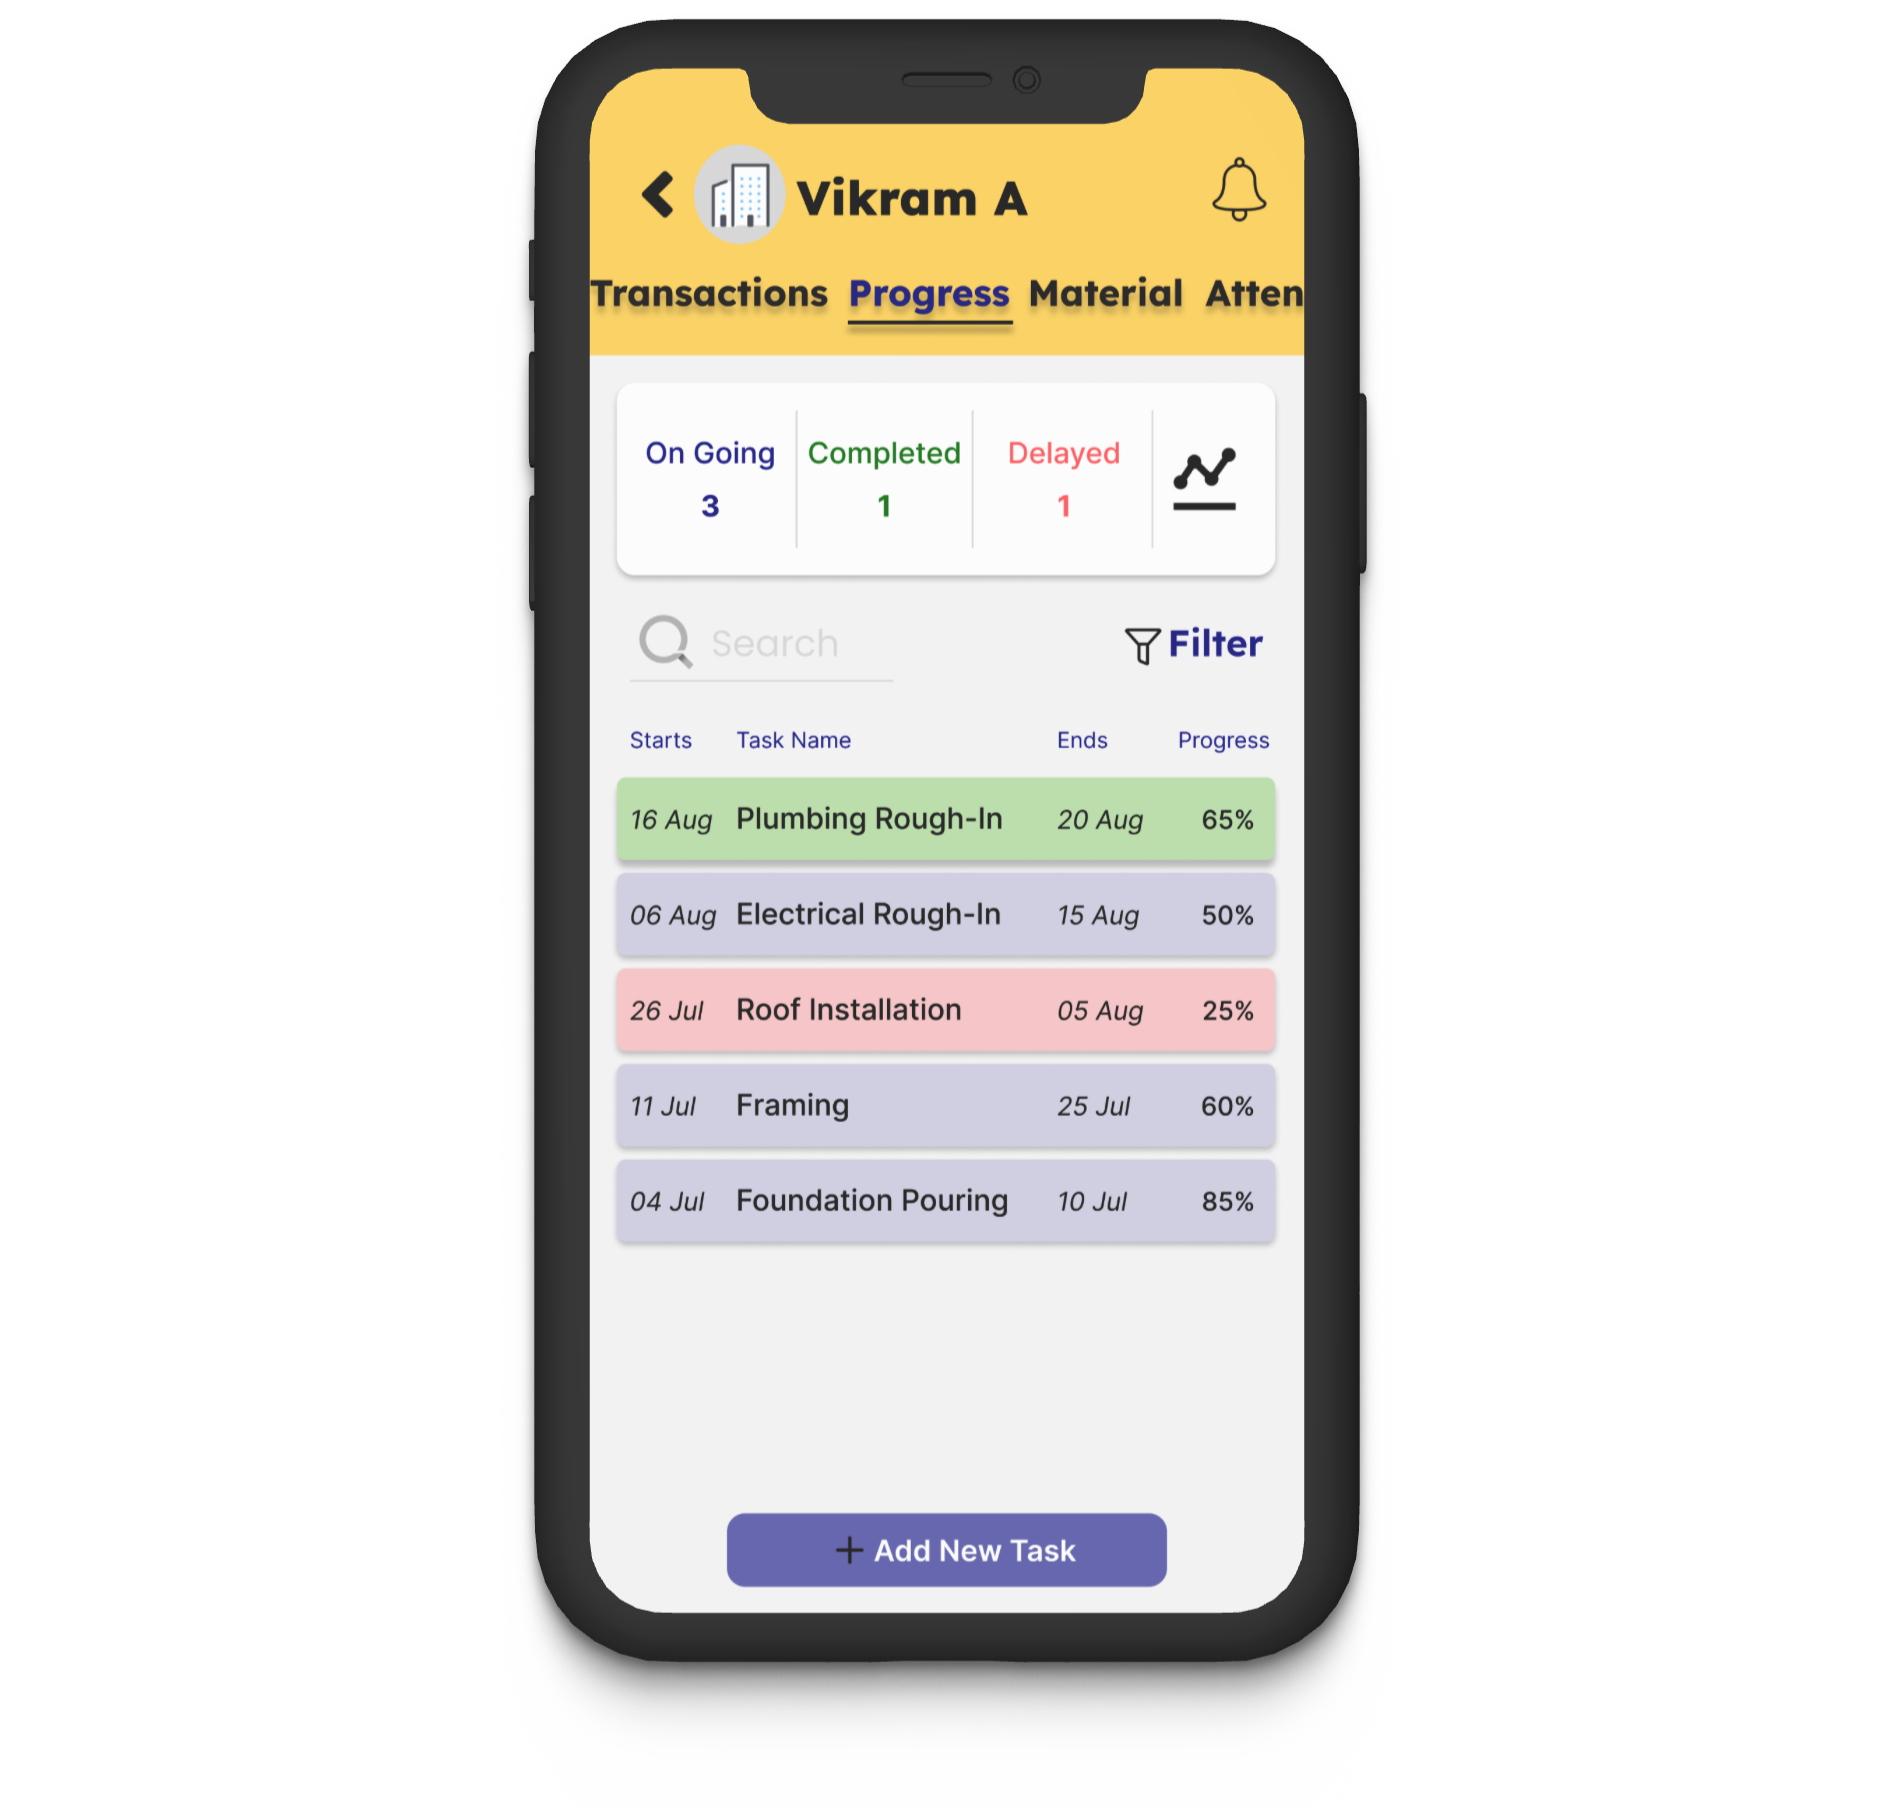 Vikram A
Transactions Progress Material Atten
On Going Completed Delayed
3 1 1
Search Filter
Starts Task Name Ends Progress
16 Aug Plumbing Rough-In 20 Aug 65%
06 Aug Electrical Rough-In 15 Aug 50%
26 Jul Roof Installation 05 Aug 25%
11 Jul Framing 25 Jul 60%
04 Jul Foundation Pouring 10 Jul 85%
+ Add New Task